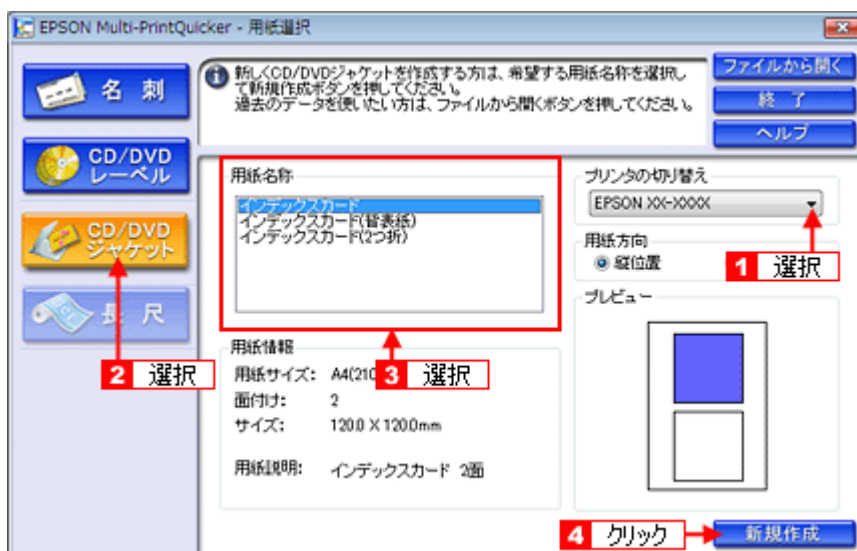 EPSON Multi-PrintQuicker - 用紙選択
名 刺
CD/DVD
レーベル
CD/DVD
ジャケット
長 尺
新しくCD/DVDジャケットを作成する方は、希望する用紙名称を選択し
て新規作成ボタンを押してください。
過去のデータを使いたい方は、ファイルから開くボタンを押してください。
ファイルから開く
終 了
ヘルプ
用紙名称
インデックスカード
インデックスカード(背表紙)
インデックスカード(2つ折)
プリンタの切り替え
EPSON XX-XXXX
用紙方向
縦位置
1 選択
プレビュー
2 選択
3 選択
用紙情報
用紙サイズ: A4(210
面付け: 2
サイズ: 120.0 X 120.0mm
用紙説明: インデックスカード 2面
4 クリック
新規作成